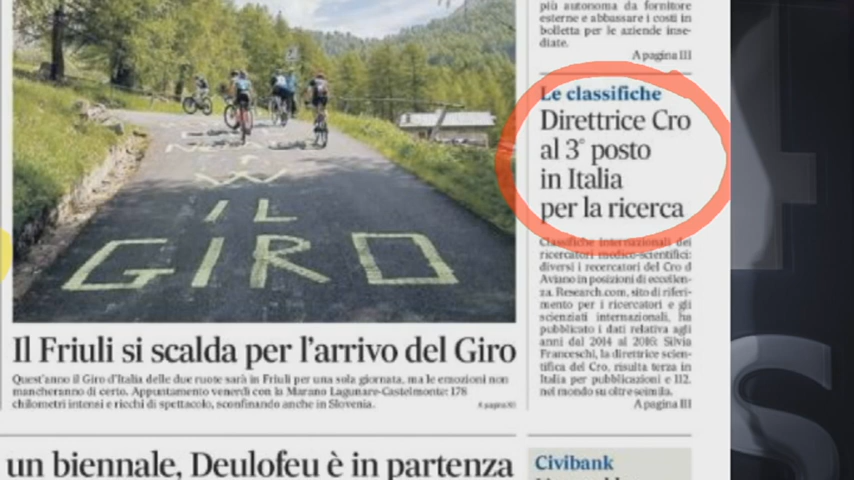 più autonoma da fornitore
esterne e abbassare i costi in
bolletta per le aziende inse-
diate.
A pagina III
Le classifiche
Direttrice Cro
al 3° posto
in Italia
per la ricerca
Classifiche internazionali dei
ricercatori medico-scientifici:
diversi i recercatori del Cro d
Aviano in posizioni di eccellen-
za. Research.com, sito di riferi-
mento per i ricercatori e gli
scienziati internazionali, ha
pubblicato i dati relativa agli
anni dal 2014 al 2016: Silvia
Franceschi, la direttrice scien-
tifica del Cro, risulta terza in
Italia per pubblicazioni e 112.
nel mondo su oltre seimila.
A pagina III
W
IL
GIRO
Il Friuli si scalda per l'arrivo del Giro
Quest'anno il Giro d'Italia delle due ruote sarà in Friuli per una sola giornata, ma le emozioni non
mancheranno di certo. Appuntamento venerdì con la Marano Lagunare-Castelmonte: 178
chilometri intensi e ricchi di spettacolo, sconfinando anche in Slovenia.
A pagina
un biennale, Deulofeu è in partenza
Civibank